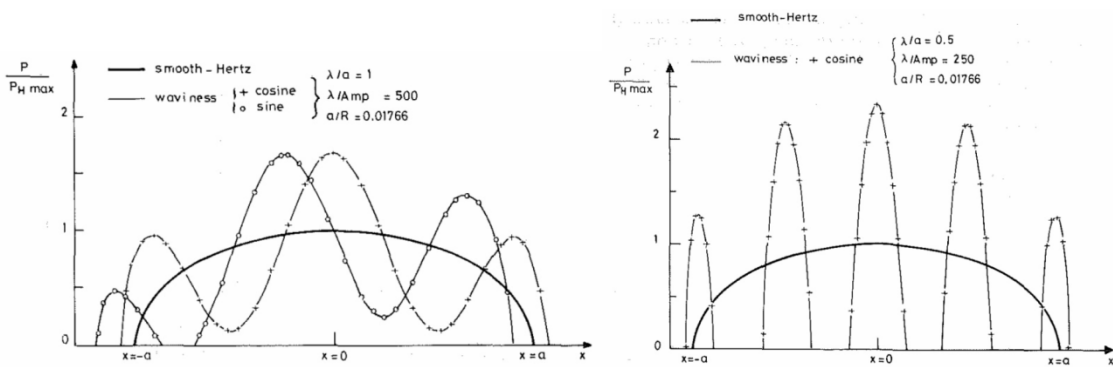 P
P_H max
smooth-Hertz
waviness { + cosine
o sine
λ/a = 1
λ/Amp = 500
a/R = 0.01766
2
1
0
x=-a
x=0
x=a
x
P
P_H max
smooth-Hertz
waviness : + cosine
λ/a = 0.5
λ/Amp = 250
a/R = 0,01766
2
1
0
x=-a
x=0
x=a
x